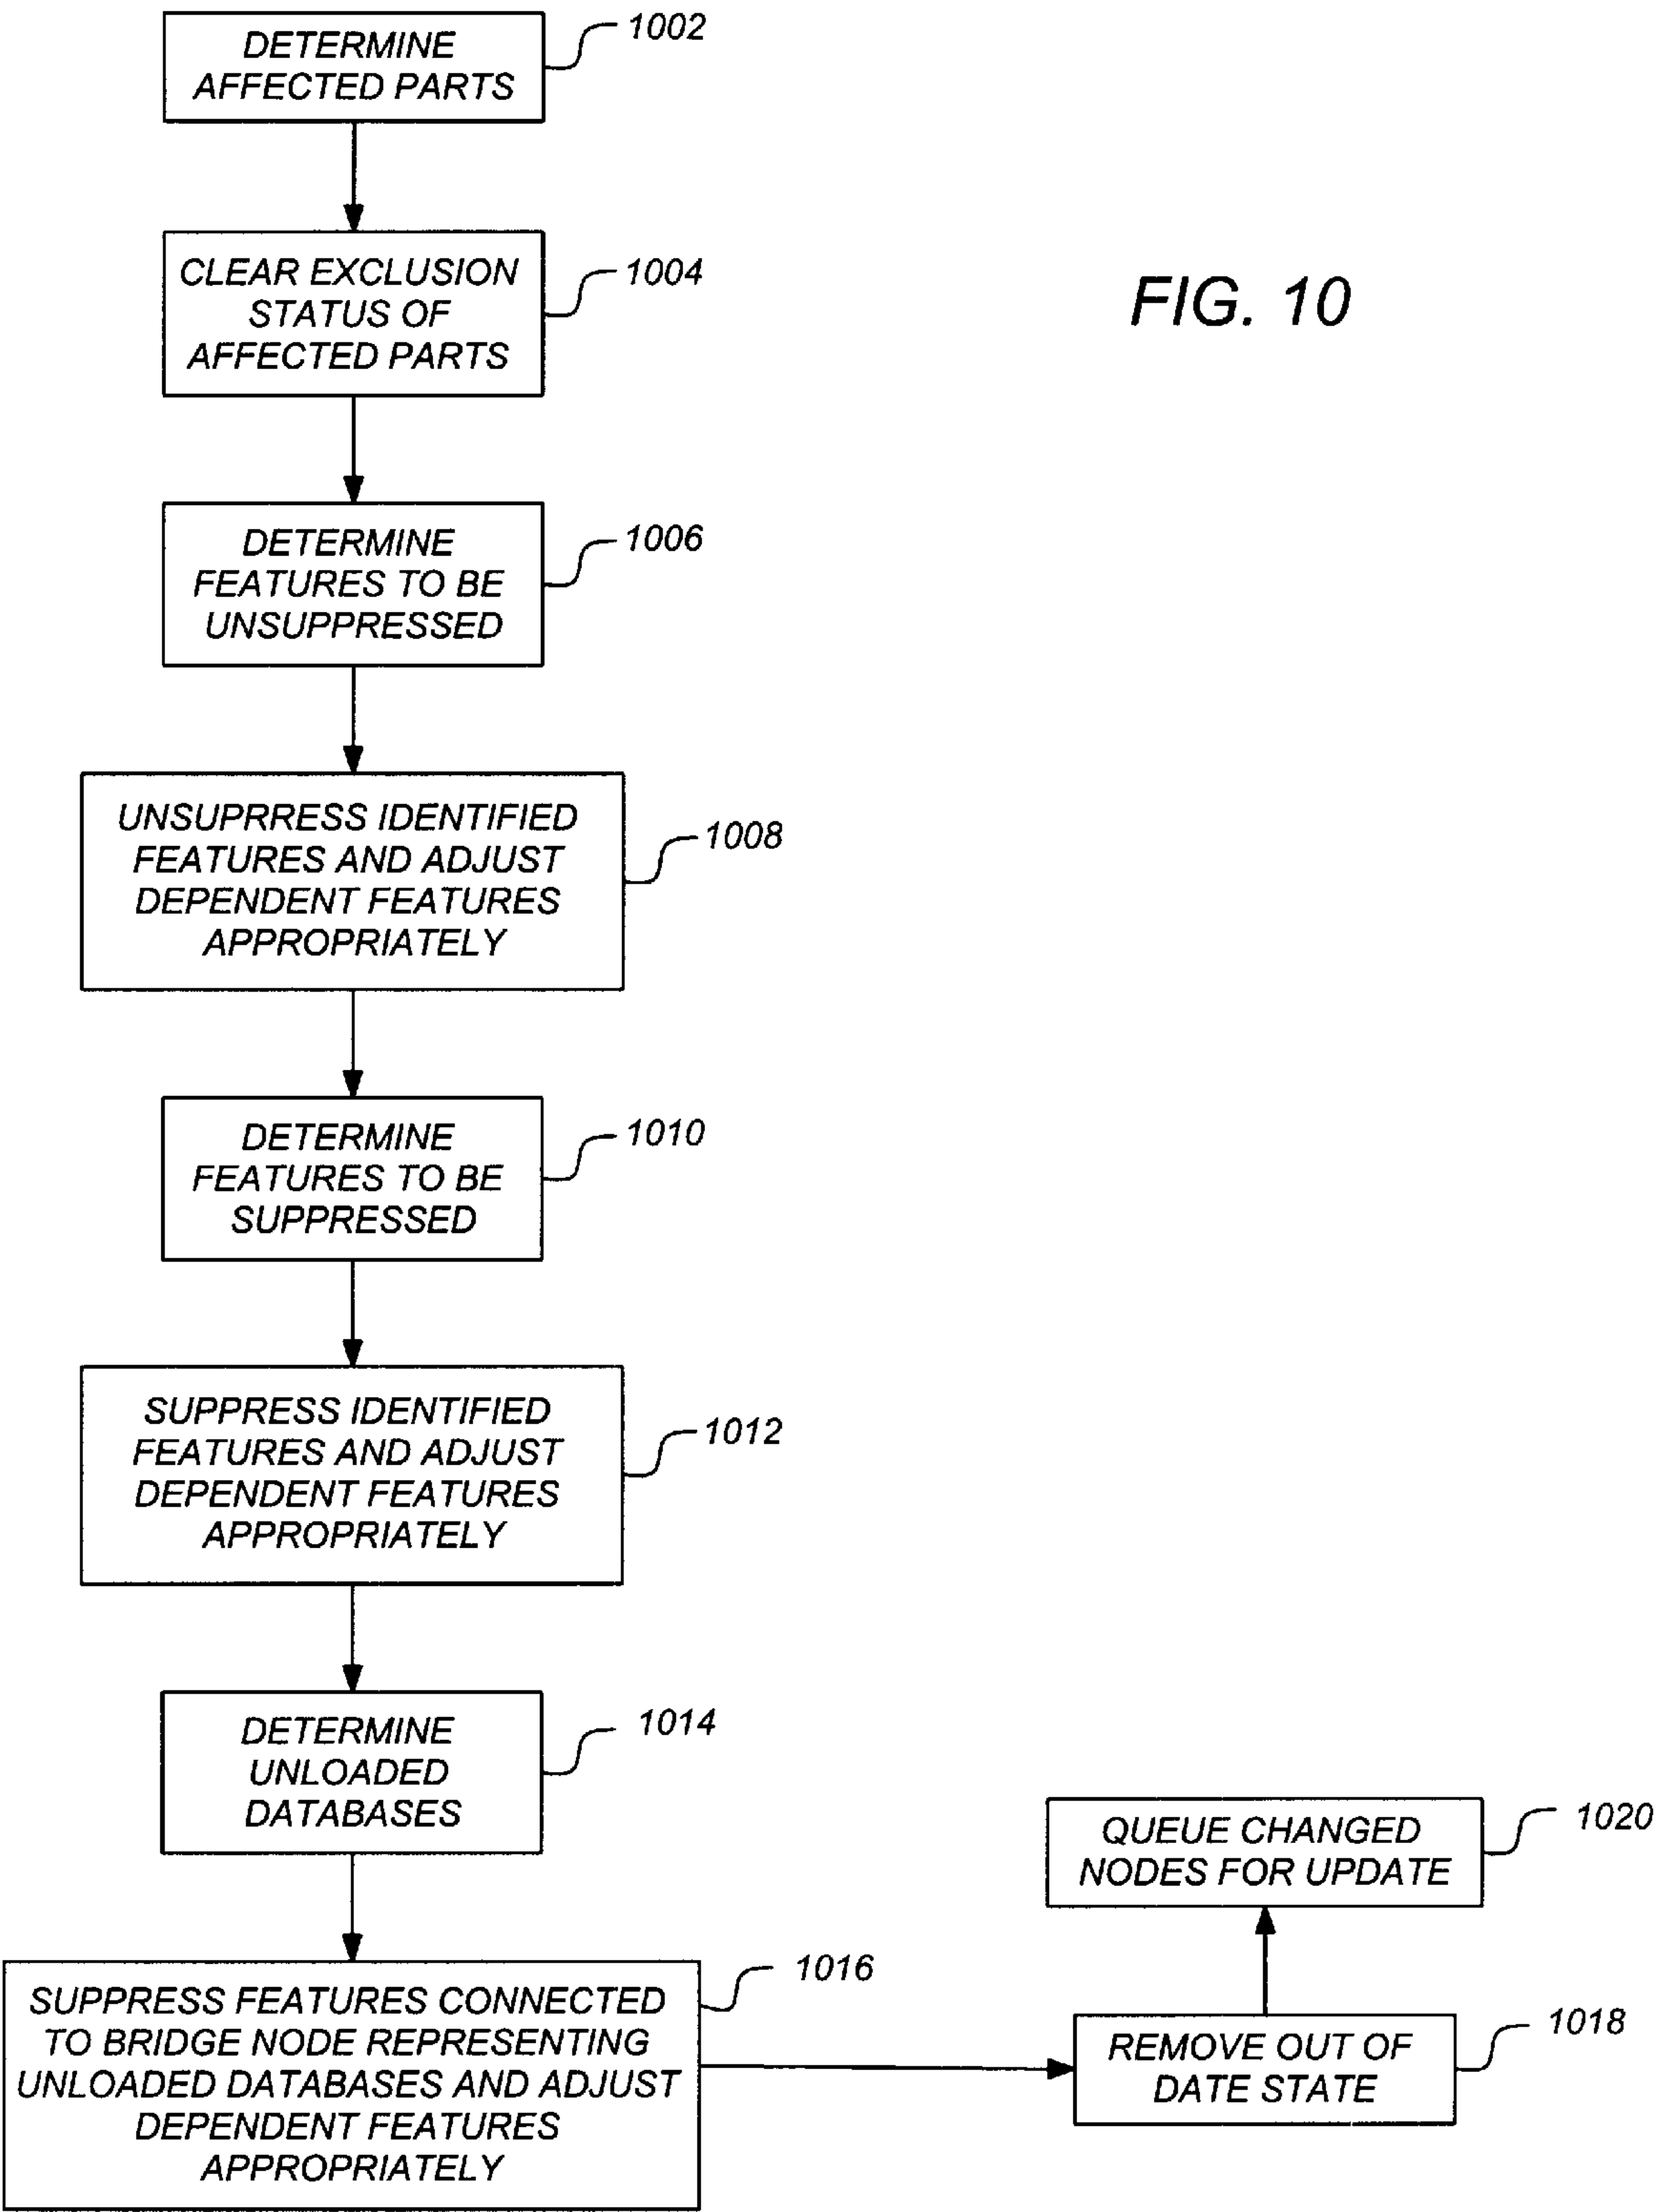 DETERMINE
AFFECTED PARTS
1002
CLEAR EXCLUSION
STATUS OF
AFFECTED PARTS
1004
FIG. 10
DETERMINE
FEATURES TO BE
UNSUPPRESSED
1006
UNSUPRRESS IDENTIFIED
FEATURES AND ADJUST
DEPENDENT FEATURES
APPROPRIATELY
1008
DETERMINE
FEATURES TO BE
SUPPRESSED
1010
SUPPRESS IDENTIFIED
FEATURES AND ADJUST
DEPENDENT FEATURES
APPROPRIATELY
1012
DETERMINE
UNLOADED
DATABASES
1014
SUPPRESS FEATURES CONNECTED
TO BRIDGE NODE REPRESENTING
UNLOADED DATABASES AND ADJUST
DEPENDENT FEATURES
APPROPRIATELY
1016
REMOVE OUT OF
DATE STATE
1018
QUEUE CHANGED
NODES FOR UPDATE
1020